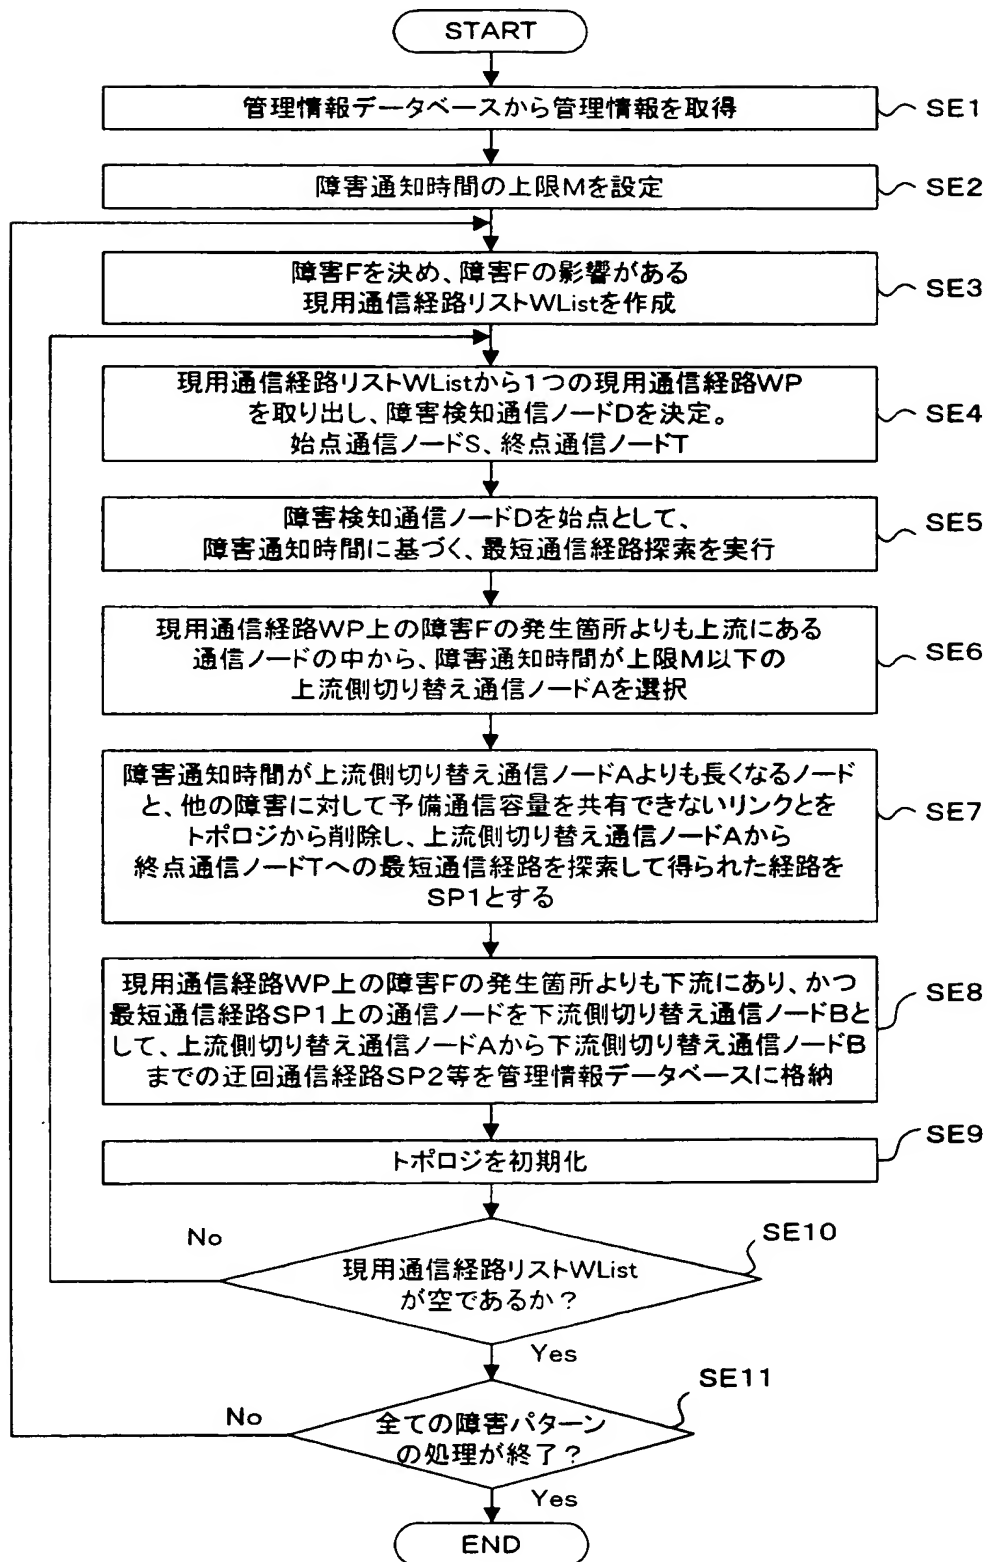 START
管理情報データベースから管理情報を取得
SE1
障害通知時間の上限Mを設定
SE2
障害Fを決め、障害Fの影響がある
現用通信経路リストWListを作成
SE3
現用通信経路リストWListから1つの現用通信経路WP
を取り出し、障害検知通信ノードDを決定。
始点通信ノードS、終点通信ノードT
SE4
障害検知通信ノードDを始点として、
障害通知時間に基づく、最短通信経路探索を実行
SE5
現用通信経路WP上の障害Fの発生箇所よりも上流にある
通信ノードの中から、障害通知時間が上限M以下の
上流側切り替え通信ノードAを選択
SE6
障害通知時間が上流側切り替え通信ノードAよりも長くなるノード
と、他の障害に対して予備通信容量を共有できないリンクとを
トポロジから削除し、上流側切り替え通信ノードAから
終点通信ノードTへの最短通信経路を探索して得られた経路を
SP1とする
SE7
現用通信経路WP上の障害Fの発生箇所よりも下流にあり、かつ
最短通信経路SP1上の通信ノードを下流側切り替え通信ノードBと
して、上流側切り替え通信ノードAから下流側切り替え通信ノードB
までの迂回通信経路SP2等を管理情報データベースに格納
SE8
トポロジを初期化
SE9
No
現用通信経路リストWList
が空であるか?
SE10
Yes
No
全ての障害パターン
の処理が終了?
SE11
Yes
END